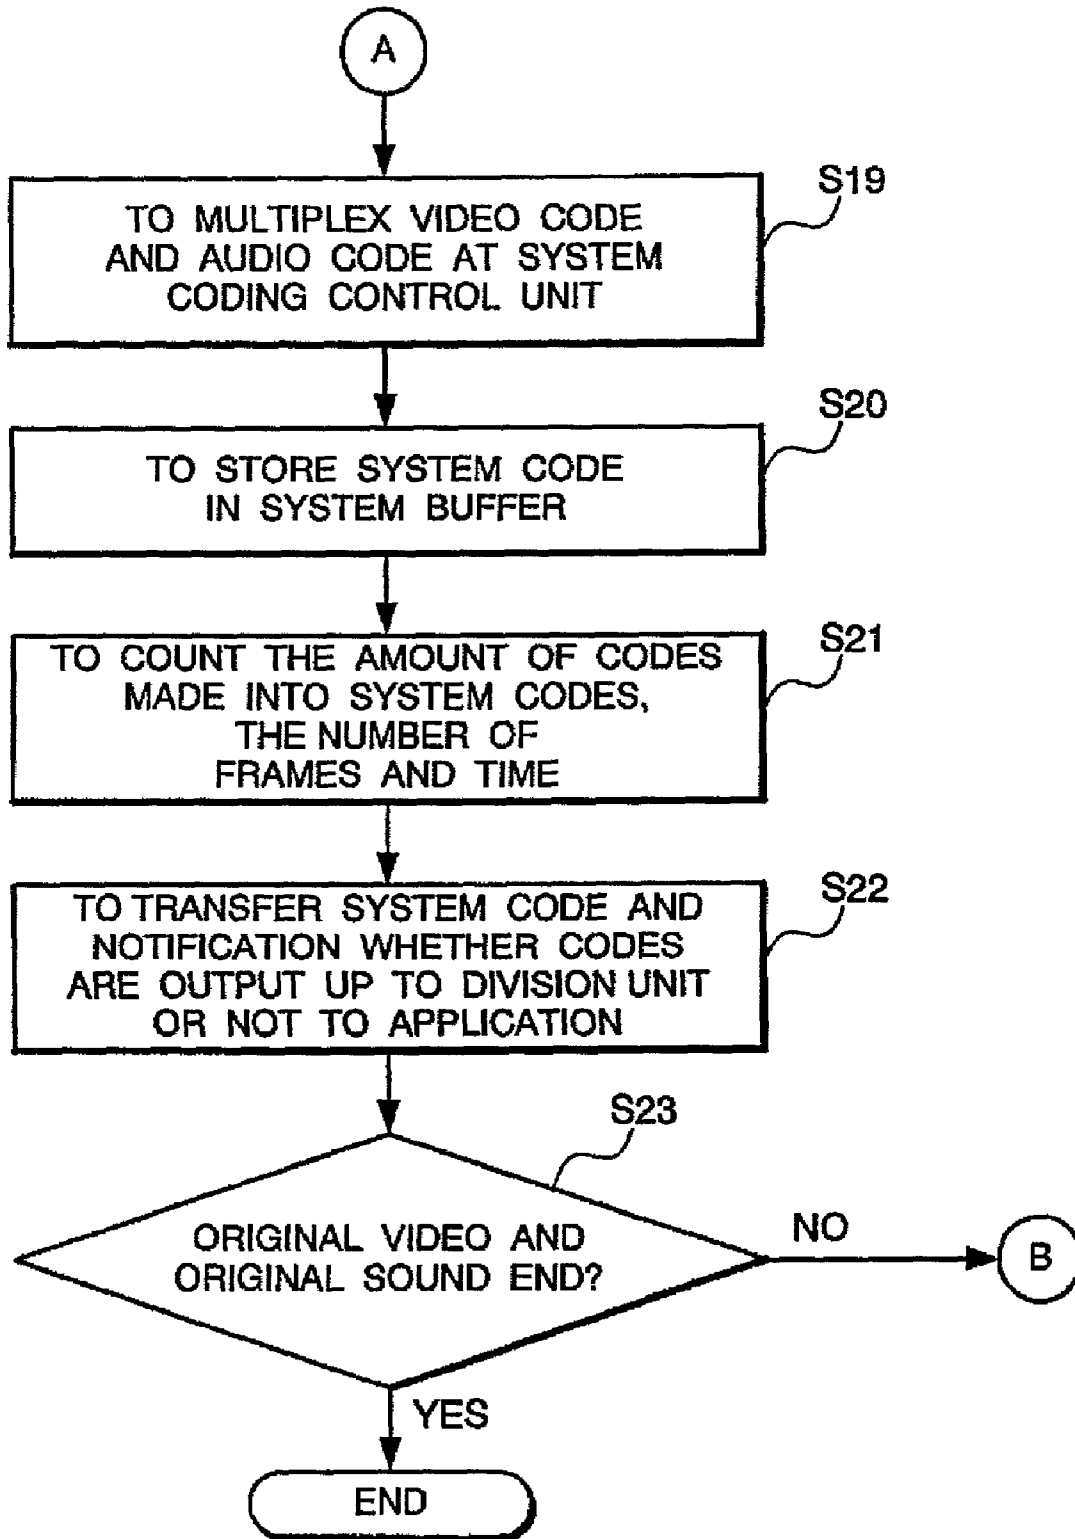 A
S19
TO MULTIPLEX VIDEO CODE
AND AUDIO CODE AT SYSTEM
CODING CONTROL UNIT
S20
TO STORE SYSTEM CODE
IN SYSTEM BUFFER
S21
TO COUNT THE AMOUNT OF CODES
MADE INTO SYSTEM CODES,
THE NUMBER OF
FRAMES AND TIME
S22
TO TRANSFER SYSTEM CODE AND
NOTIFICATION WHETHER CODES
ARE OUTPUT UP TO DIVISION UNIT
OR NOT TO APPLICATION
S23
ORIGINAL VIDEO AND
ORIGINAL SOUND END?
NO
B
YES
END